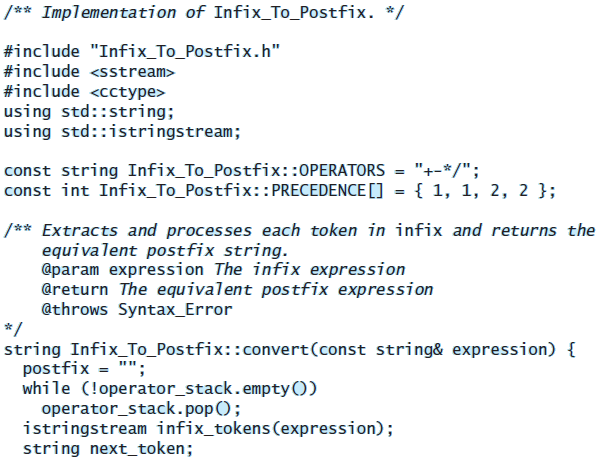 /** Implementation of Infix_To_Postfix. */
#include "Infix_To_Postfix.h"
#include <sstream>
#include <cctype>
using std::string;
using std::istringstream;
const string Infix_To_Postfix::OPERATORS = "+-*/";
const int Infix_To_Postfix::PRECEDENCE[] = { 1, 1, 2, 2 };
/** Extracts and processes each token in infix and returns the
equivalent postfix string.
@param expression The infix expression
@return The equivalent postfix expression
@throws Syntax_Error
*/
string Infix_To_Postfix::convert(const string& expression) {
postfix = "";
while (!operator_stack.empty())
operator_stack.pop();
istringstream infix_tokens(expression);
string next_token;